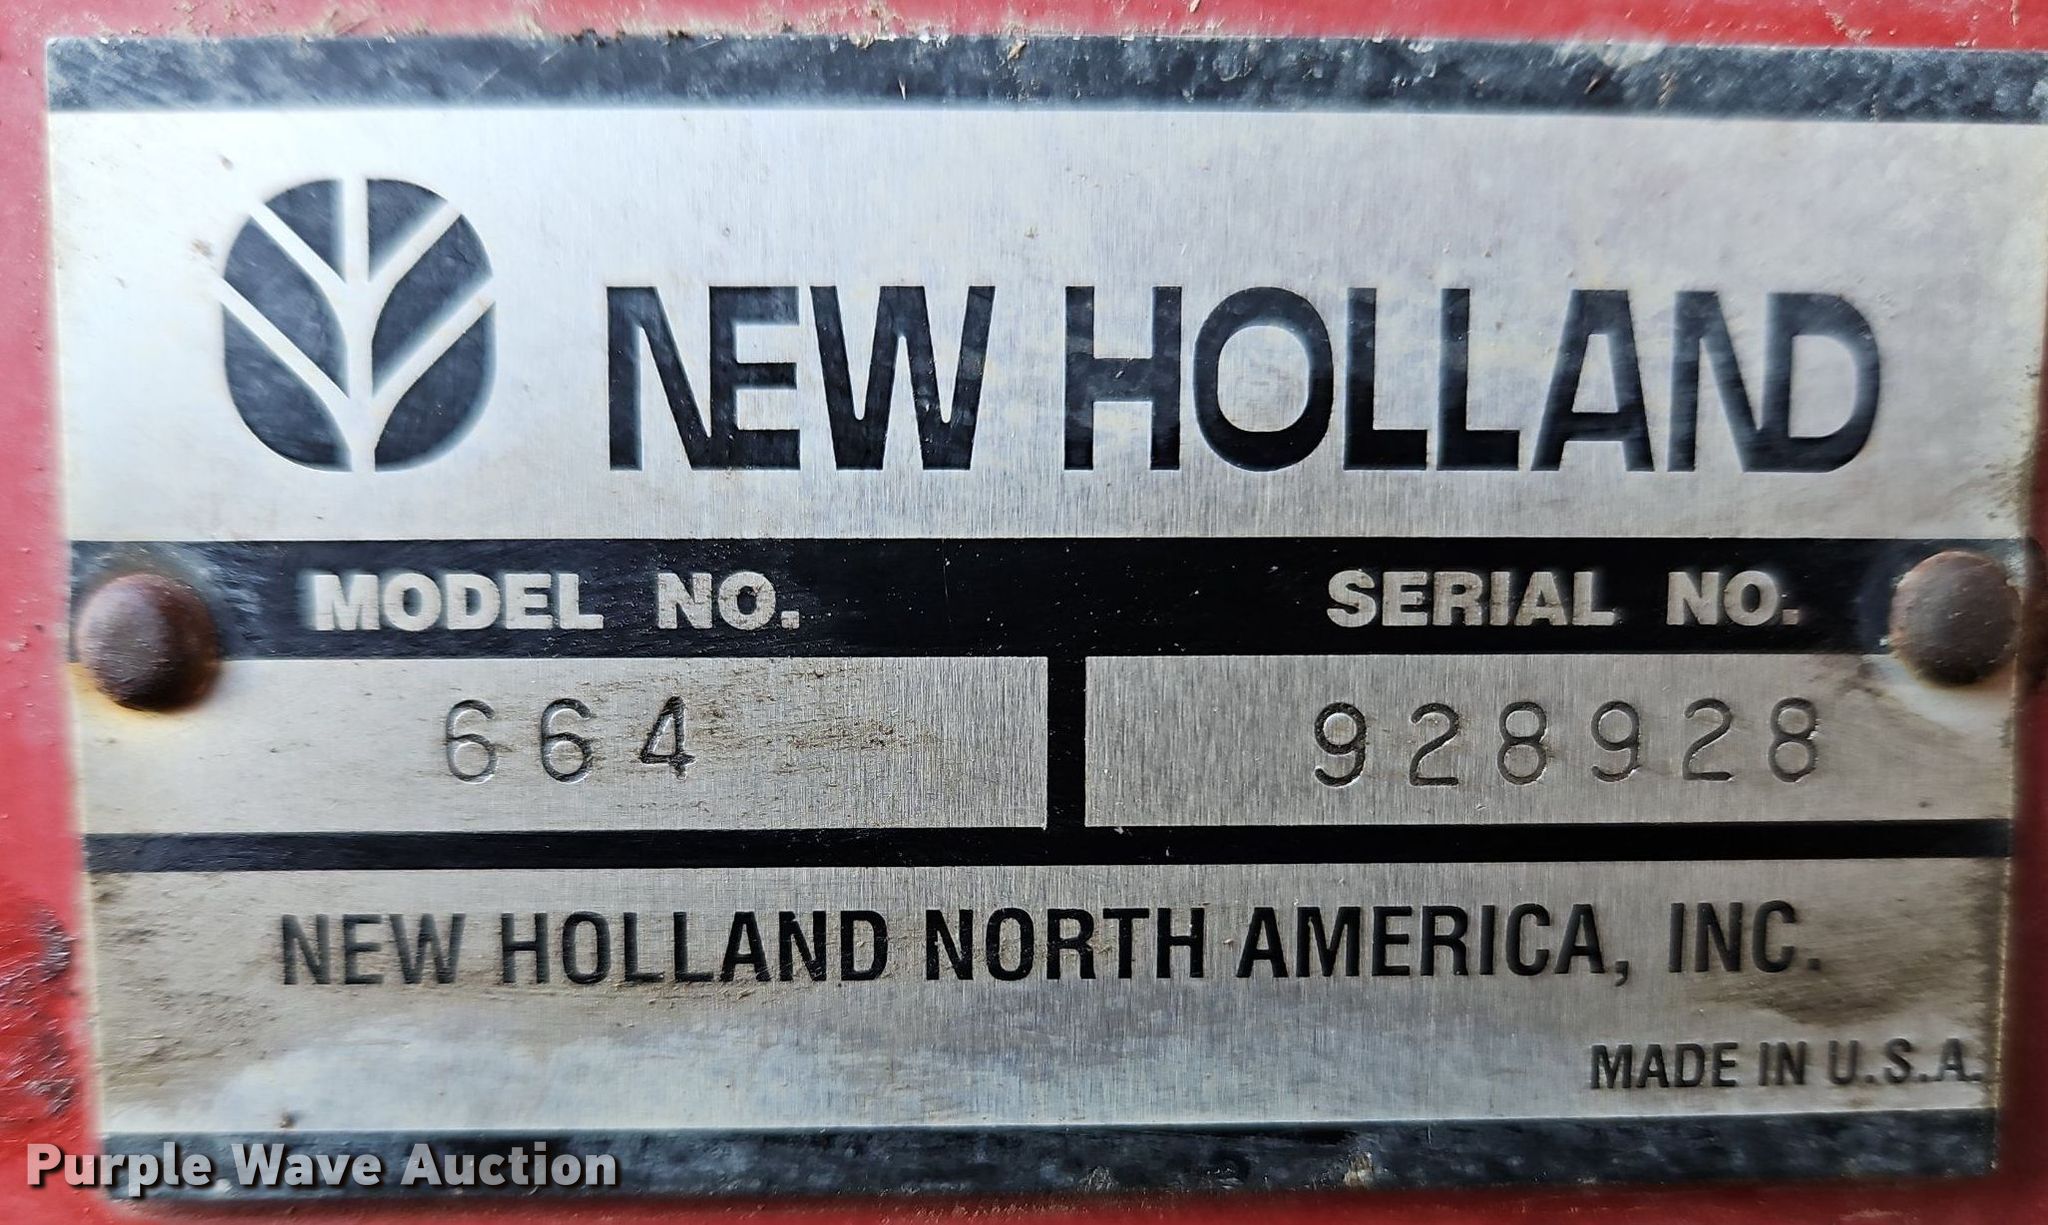 NEW HOLLAND
MODEL NO. SERIAL NO.
664 928928
NEW HOLLAND NORTH AMERICA, INC.
MADE IN U.S.A.
Purple Wave Auction